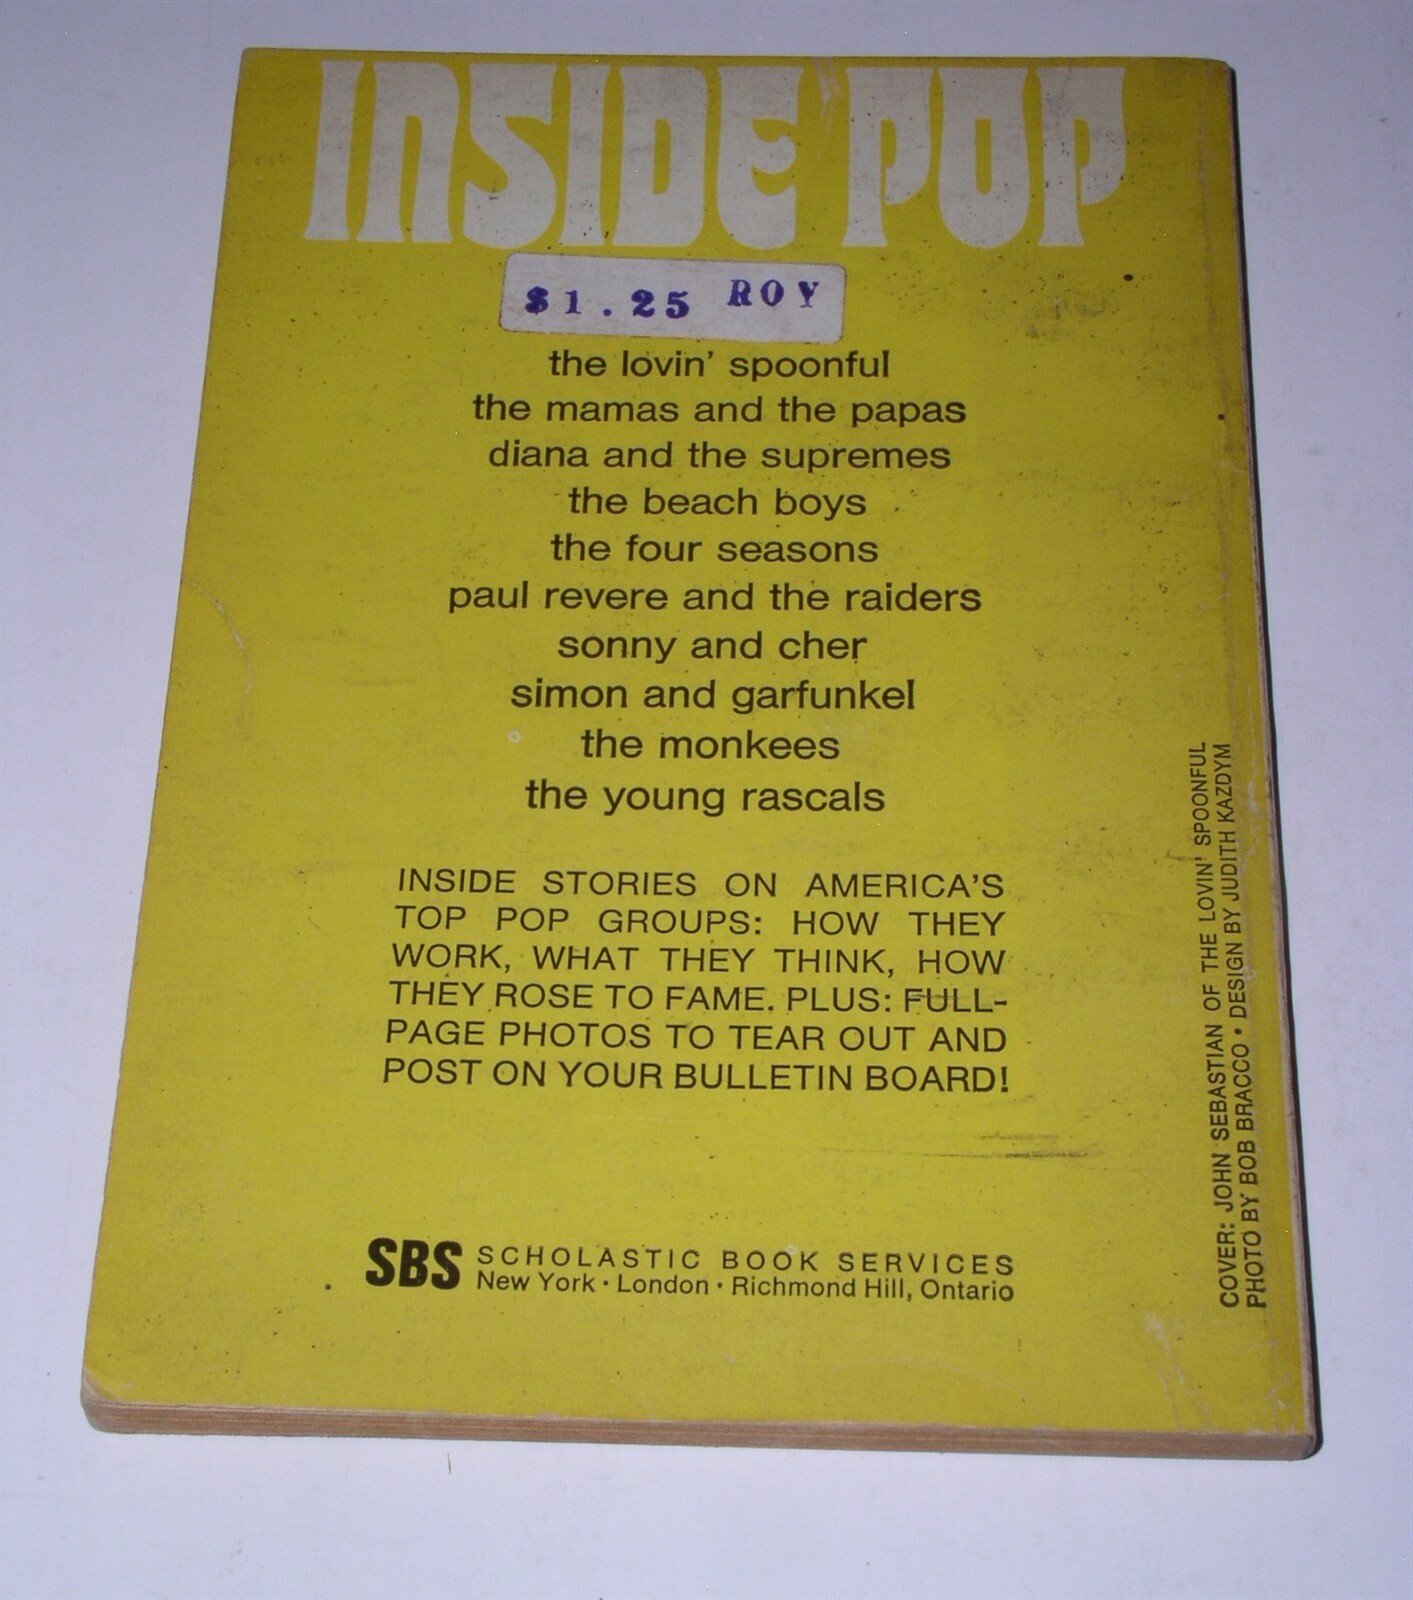 INSIDE POP
$1.25 ROY
the lovin' spoonful
the mamas and the papas
diana and the supremes
the beach boys
the four seasons
paul revere and the raiders
sonny and cher
simon and garfunkel
the monkees
the young rascals
INSIDE STORIES ON AMERICA'S
TOP POP GROUPS: HOW THEY
WORK, WHAT THEY THINK, HOW
THEY ROSE TO FAME. PLUS: FULL-
PAGE PHOTOS TO TEAR OUT AND
POST ON YOUR BULLETIN BOARD!
SBS SCHOLASTIC BOOK SERVICES
New York • London • Richmond Hill, Ontario
COVER: JOHN SEBASTIAN OF THE LOVIN' SPOONFUL
PHOTO BY BOB BRACCO • DESIGN BY JUDITH KAZDYM